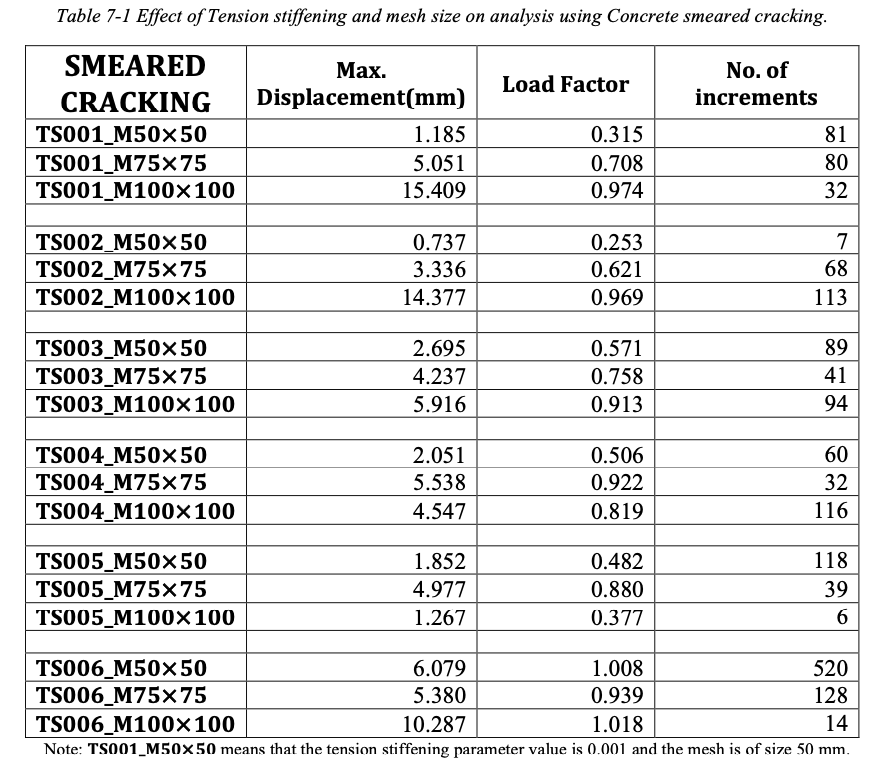 Table 7-1 Effect of Tension stiffening and mesh size on analysis using Concrete smeared cracking.
SMEARED CRACKING Max. Displacement(mm) Load Factor No. of increments
TS001_M50×50 1.185 0.315 81
TS001_M75×75 5.051 0.708 80
TS001_M100×100 15.409 0.974 32
TS002_M50×50 0.737 0.253 7
TS002_M75×75 3.336 0.621 68
TS002_M100×100 14.377 0.969 113
TS003_M50×50 2.695 0.571 89
TS003_M75×75 4.237 0.758 41
TS003_M100×100 5.916 0.913 94
TS004_M50×50 2.051 0.506 60
TS004_M75×75 5.538 0.922 32
TS004_M100×100 4.547 0.819 116
TS005_M50×50 1.852 0.482 118
TS005_M75×75 4.977 0.880 39
TS005_M100×100 1.267 0.377 6
TS006_M50×50 6.079 1.008 520
TS006_M75×75 5.380 0.939 128
TS006_M100×100 10.287 1.018 14
Note: TS001_M50×50 means that the tension stiffening parameter value is 0.001 and the mesh is of size 50 mm.